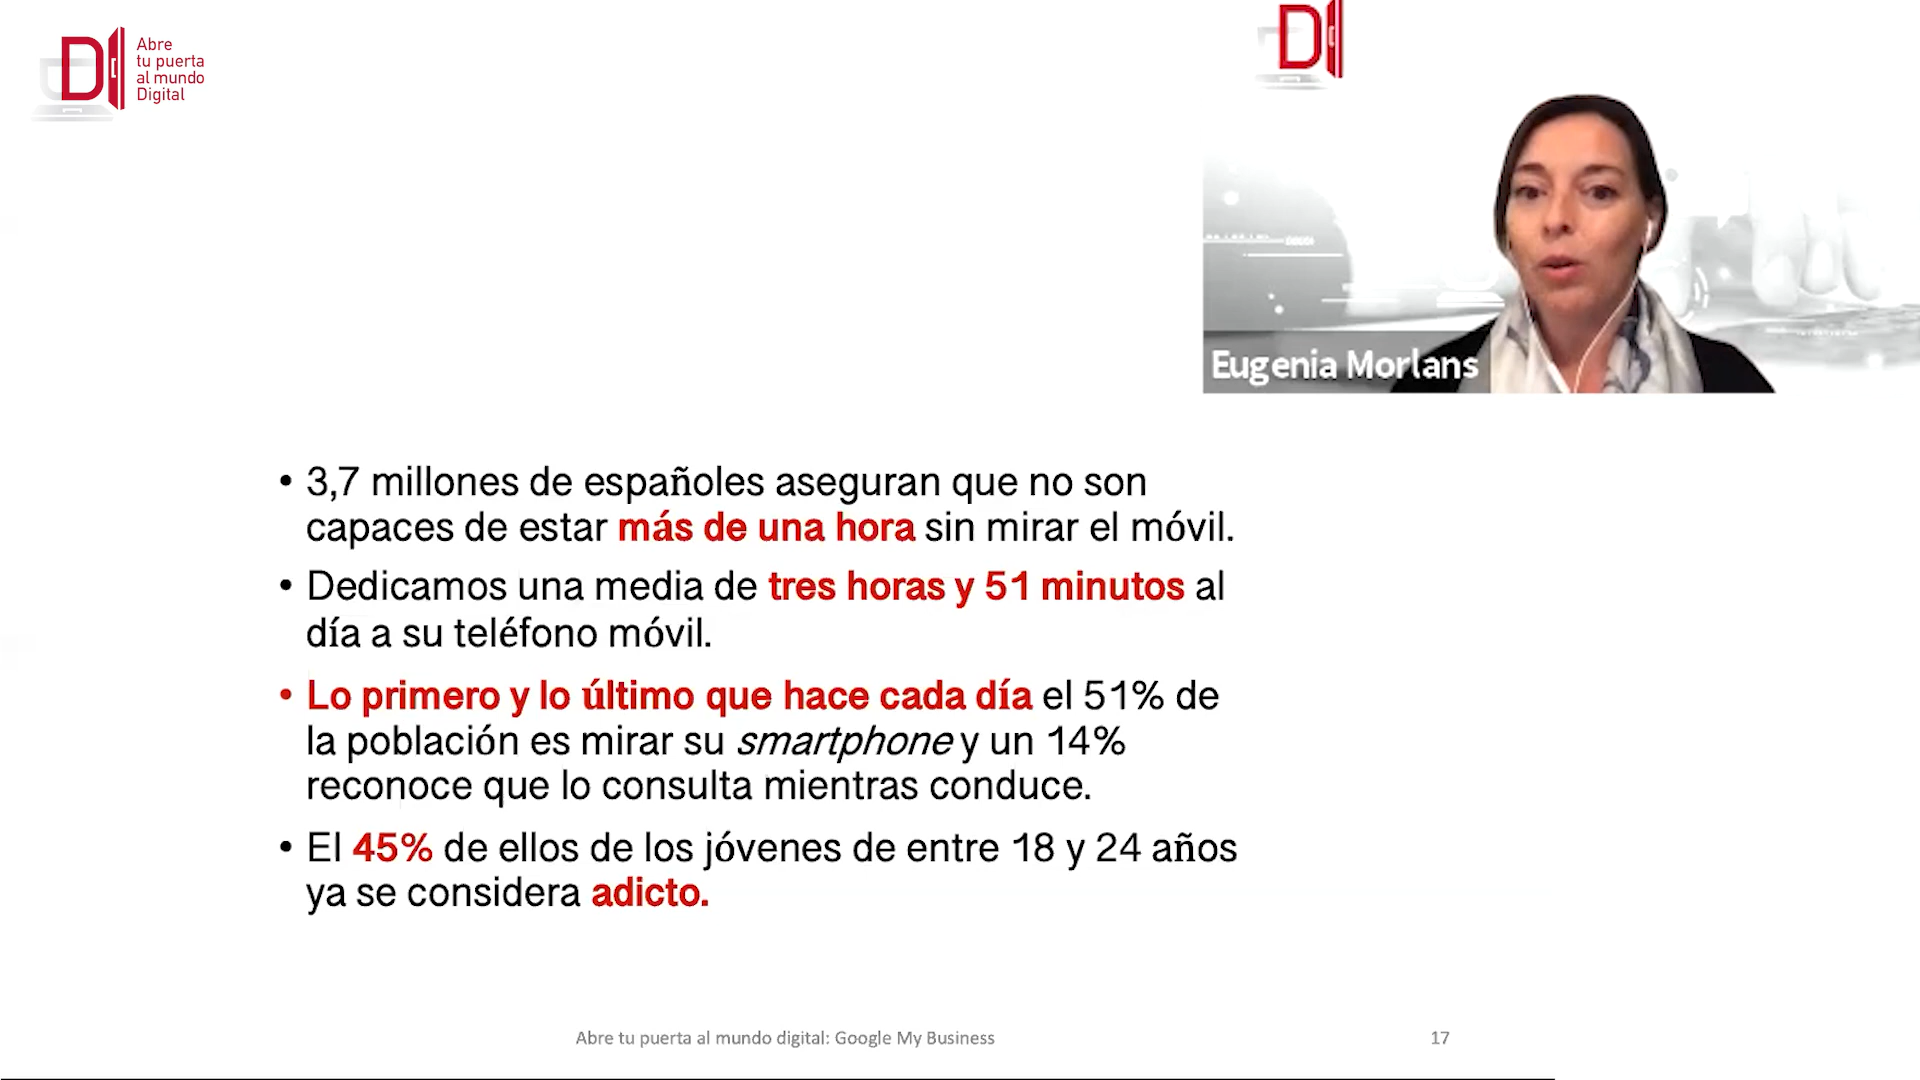 Abre
tu puerta
al mundo
Digital
Eugenia Morlans
• 3,7 millones de españoles aseguran que no son
capaces de estar más de una hora sin mirar el móvil.
• Dedicamos una media de tres horas y 51 minutos al
día a su teléfono móvil.
• Lo primero y lo último que hace cada día el 51% de
la población es mirar su smartphone y un 14%
reconoce que lo consulta mientras conduce.
• El 45% de ellos de los jóvenes de entre 18 y 24 años
ya se considera adicto.
Abre tu puerta al mundo digital: Google My Business
17